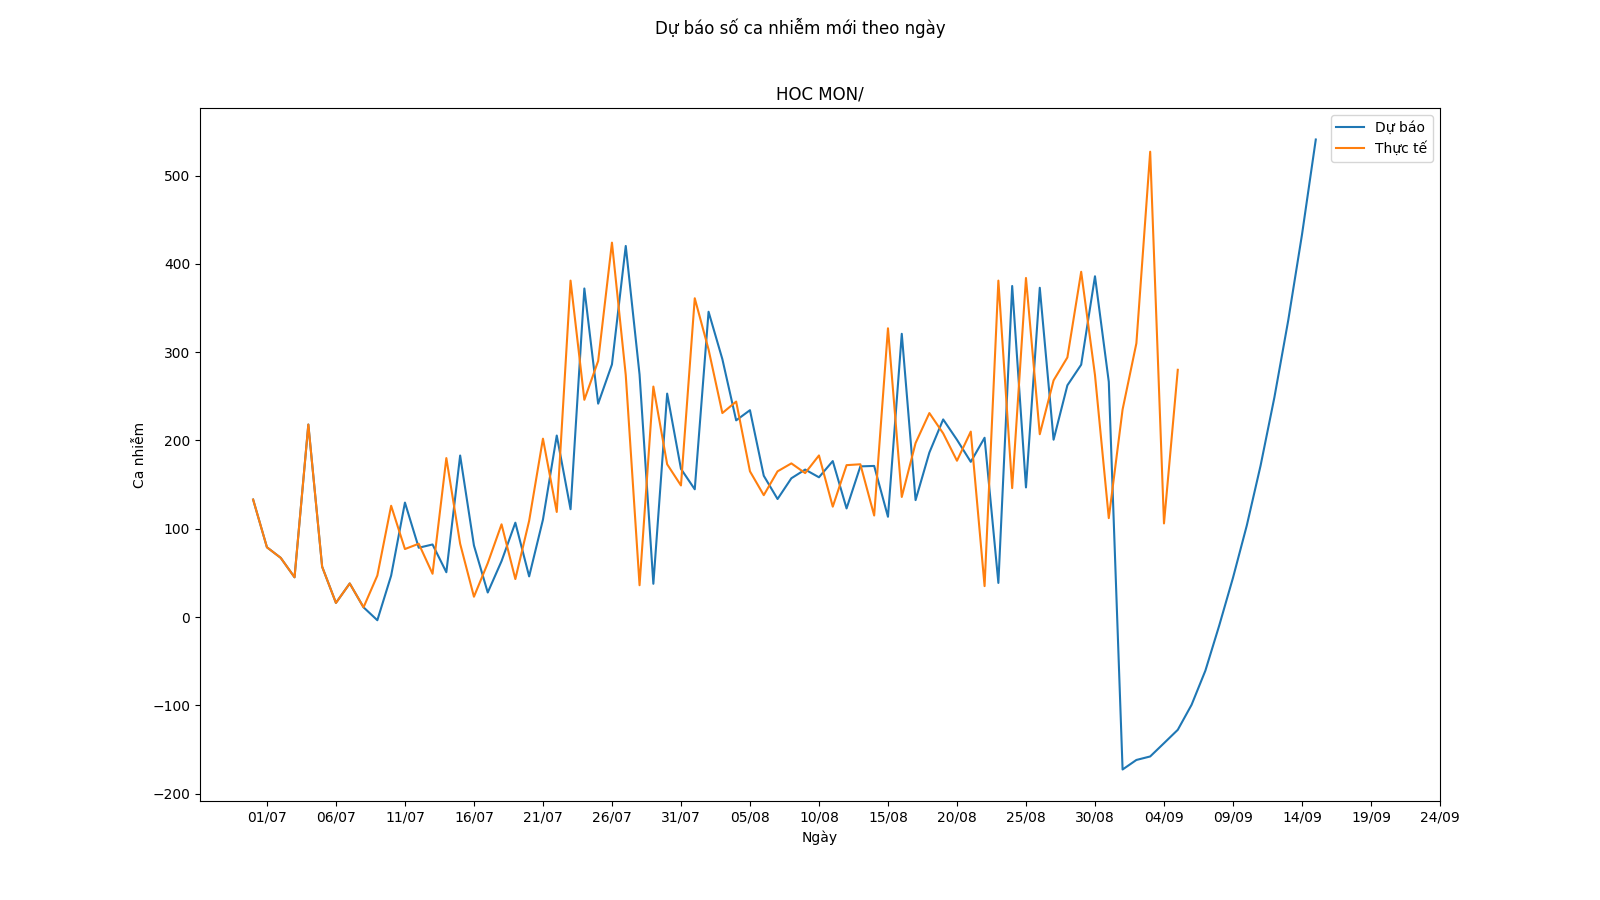 Dự báo số ca nhiễm mới theo ngày
HOC MON/
Dự báo
Thực tế
500
400
300
200
100
0
−100
−200
Ca nhiễm
01/07 06/07 11/07 16/07 21/07 26/07 31/07 05/08 10/08 15/08 20/08 25/08 30/08 04/09 09/09 14/09 19/09 24/09
Ngày